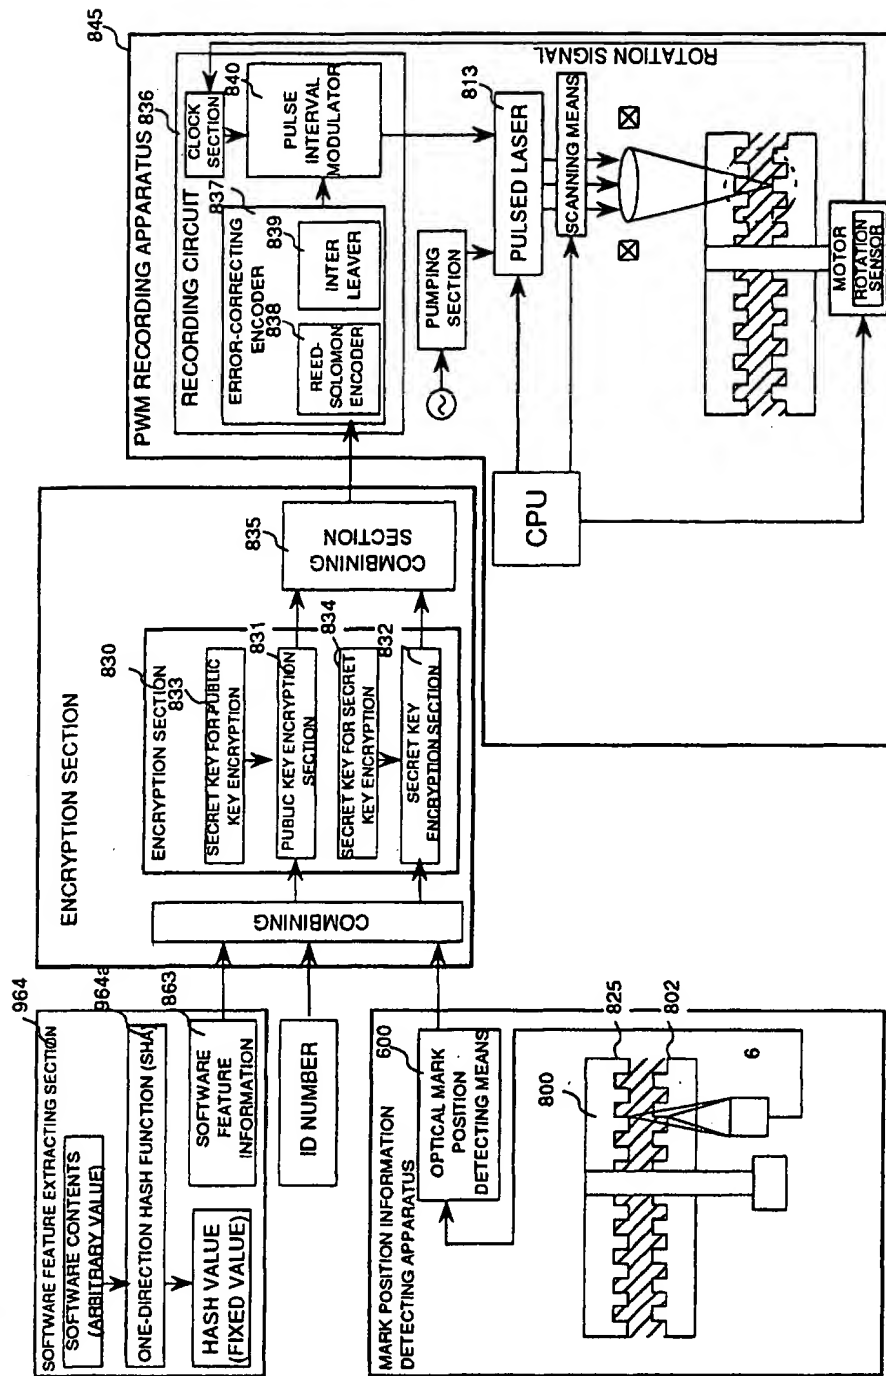 964
SOFTWARE FEATURE EXTRACTING SECTION
SOFTWARE CONTENTS
(ARBITRARY VALUE)
964a
ONE-DIRECTION HASH FUNCTION (SHA)
HASH VALUE
(FIXED VALUE)
863
SOFTWARE
FEATURE
INFORMATION
ID NUMBER
MARK POSITION INFORMATION
DETECTING APPARATUS
600
OPTICAL MARK
POSITION
DETECTING MEANS
800
825
802
6
ENCRYPTION SECTION
COMBINING
830
ENCRYPTION SECTION
833
SECRET KEY FOR PUBLIC
KEY ENCRYPTION
831
PUBLIC KEY ENCRYPTION
SECTION
834
SECRET KEY FOR SECRET
KEY ENCRYPTION
832
SECRET KEY
ENCRYPTION SECTION
835
COMBINING
SECTION
845
PWM RECORDING APPARATUS
836
RECORDING CIRCUIT
CLOCK
SECTION
840
PULSE
INTERVAL
MODULATOR
837
ERROR-CORRECTING
ENCODER
838
REED-
SOLOMON
ENCODER
839
INTER
LEAVER
PUMPING
SECTION
~
813
PULSED LASER
SCANNING MEANS
CPU
ROTATION SIGNAL
MOTOR
ROTATION
SENSOR